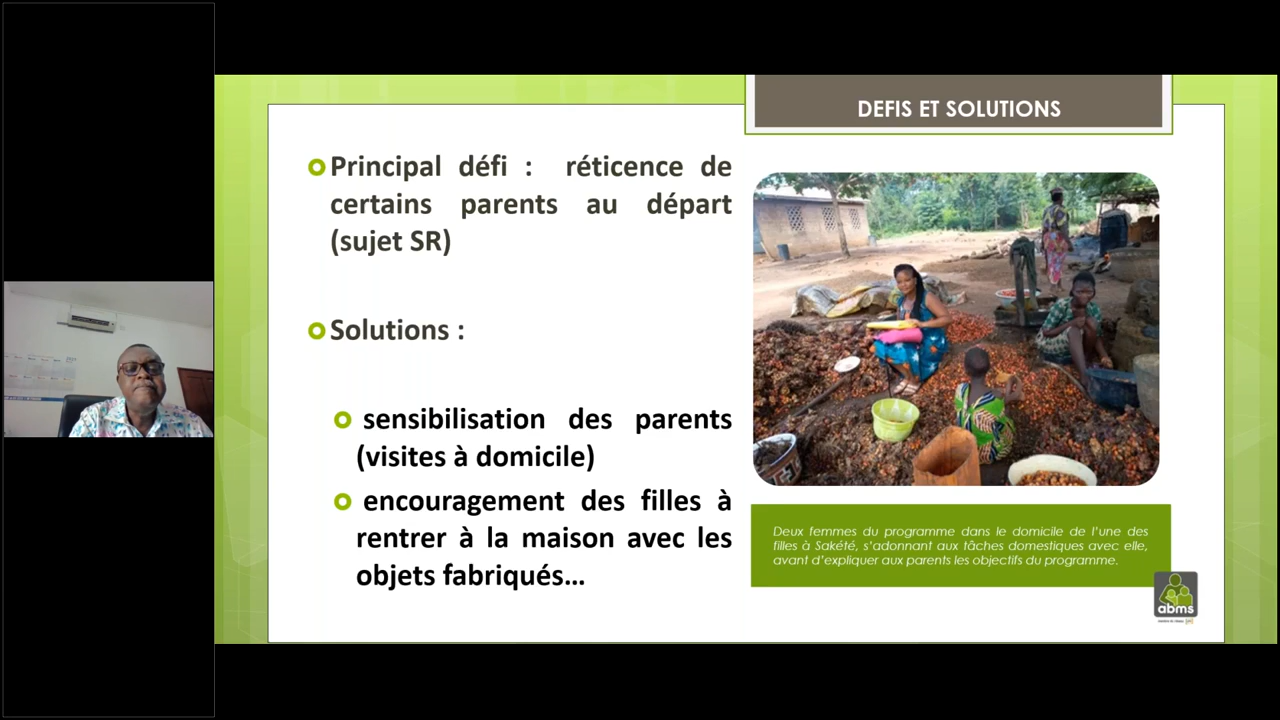 DEFIS ET SOLUTIONS
Principal défi : réticence de
certains parents au départ
(sujet SR)
Solutions :
sensibilisation des parents
(visites à domicile)
encouragement des filles à
rentrer à la maison avec les
objets fabriqués...
Deux femmes du programme dans le domicile de l'une des
filles à Sakété, s'adonnant aux tâches domestiques avec elle,
avant d'expliquer aux parents les objectifs du programme.
abms